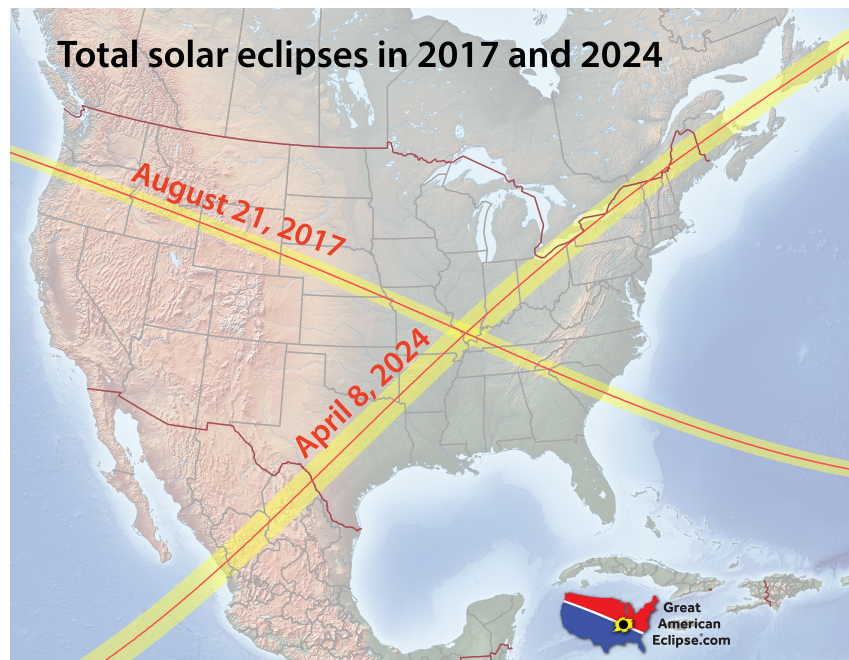 Total solar eclipses in 2017 and 2024
August 21, 2017
April 8, 2024
Great
American
Eclipse.com